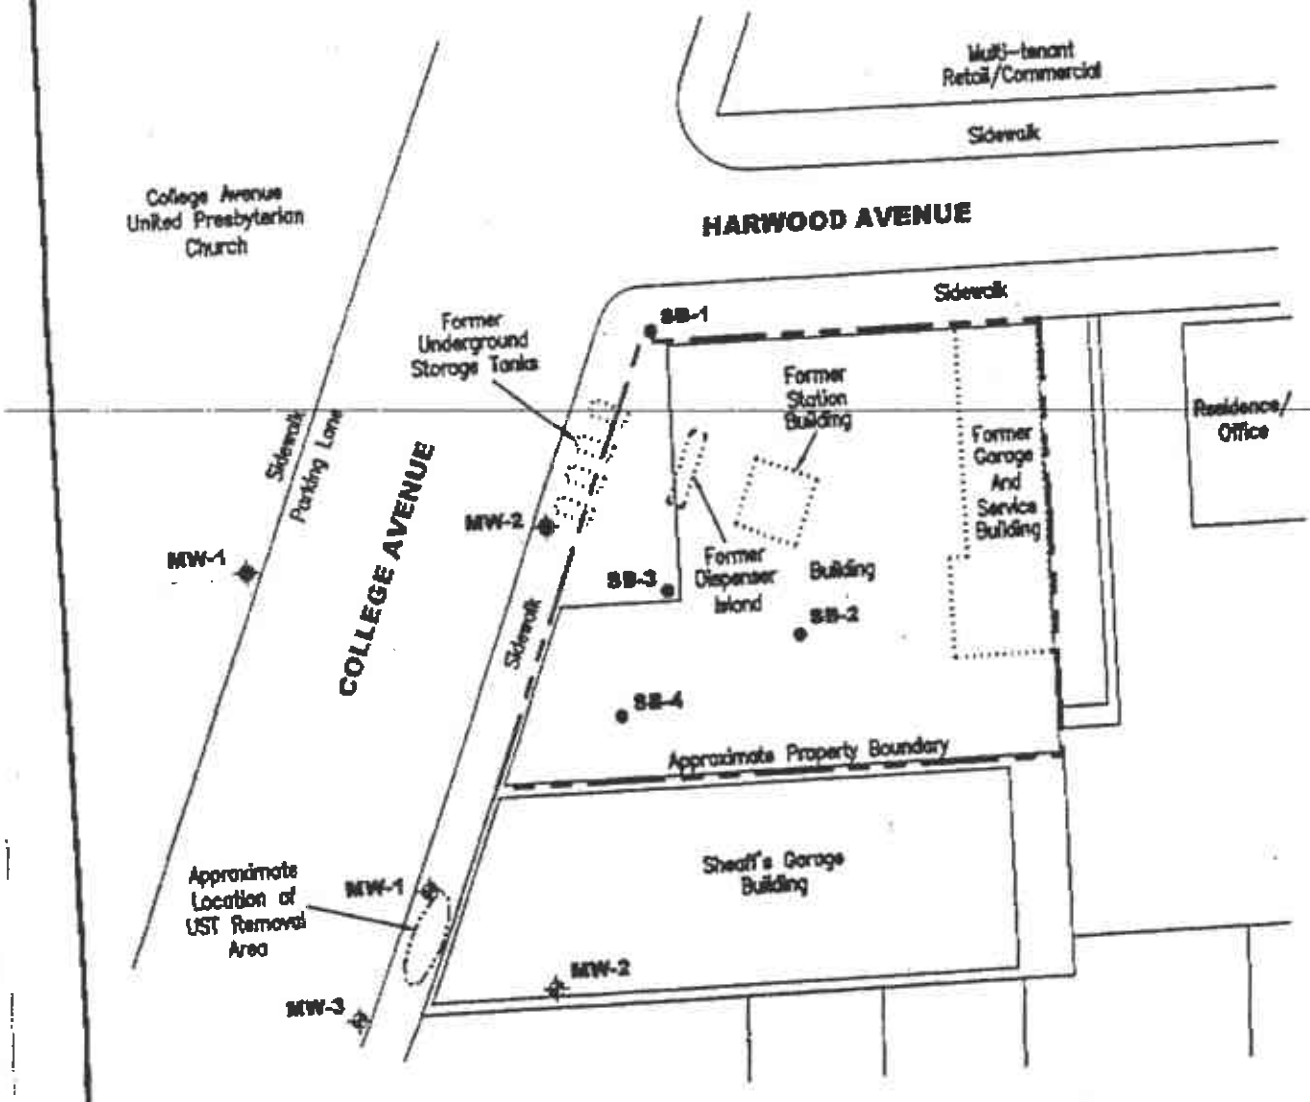 Multi-tenant
Retail/Commercial
Sidewalk
College Avenue
United Presbyterian
Church
HARWOOD AVENUE
Sidewalk
SB-1
Former
Underground
Storage Tanks
Former
Station
Building
Residence/
Office
Former
Garage
And
Service
Building
Sidewalk
Parking Lane
COLLEGE AVENUE
MW-2
MW-1
Former
Dispenser
Island
Building
SB-3
SB-2
Sidewalk
SB-4
Approximate Property Boundary
Sheaff's Garage
Building
Approximate
Location of
UST Removal
Area
MW-1
MW-2
MW-3